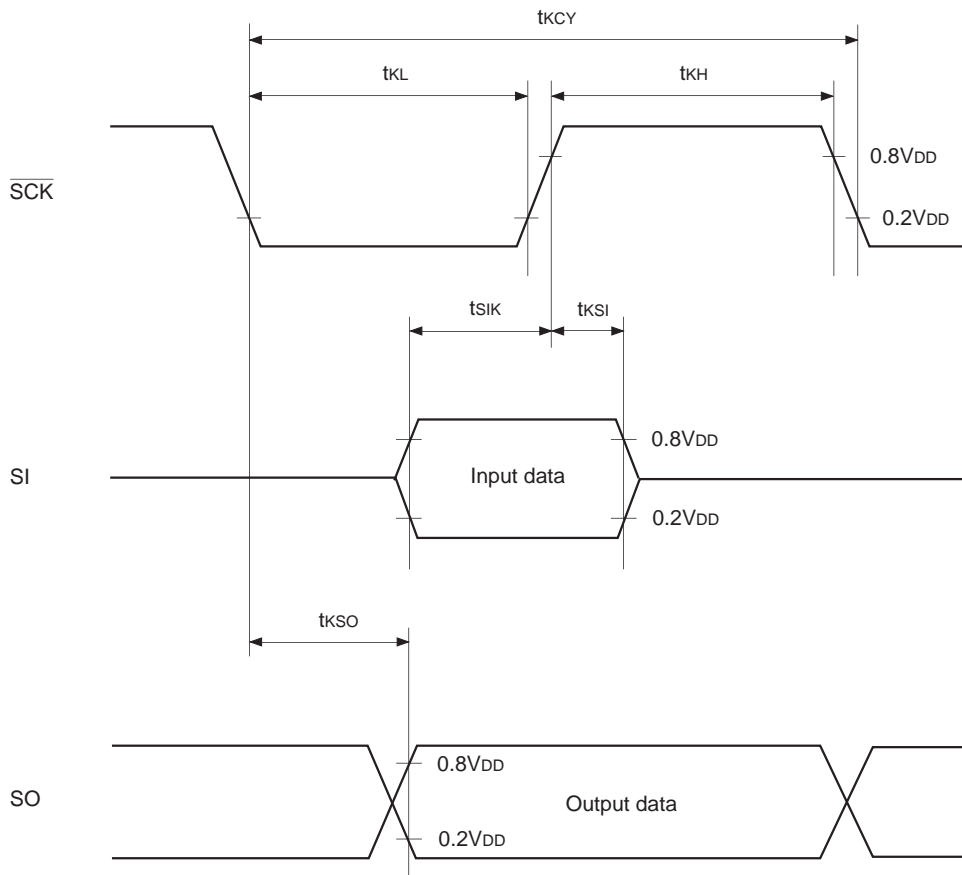 tKCY
tKL
tKH
0.8VDD
SCK
0.2VDD
tSIK
tKSI
0.8VDD
SI
Input data
0.2VDD
tKSO
0.8VDD
SO
Output data
0.2VDD